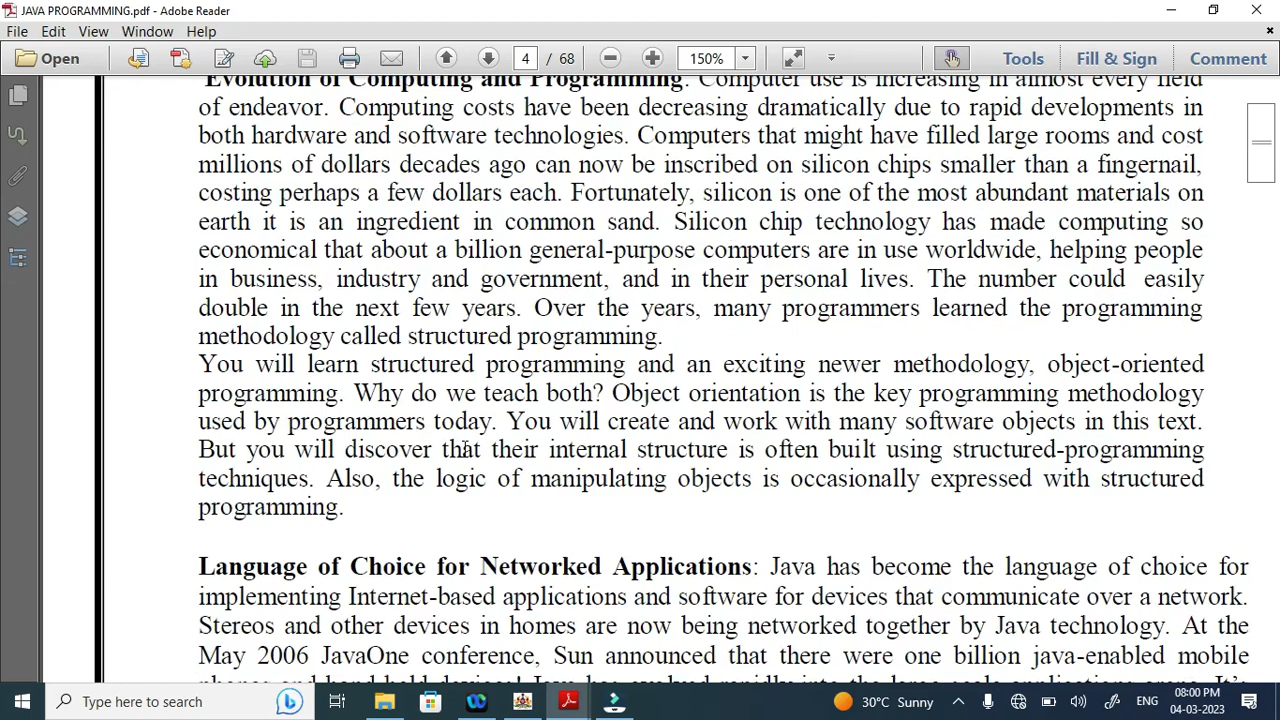 JAVA PROGRAMMING.pdf - Adobe Reader
File Edit View Window Help
Open 4 / 68 150% Tools Fill & Sign Comment
Evolution of Computing and Programming: Computer use is increasing in almost every field
of endeavor. Computing costs have been decreasing dramatically due to rapid developments in
both hardware and software technologies. Computers that might have filled large rooms and cost
millions of dollars decades ago can now be inscribed on silicon chips smaller than a fingernail,
costing perhaps a few dollars each. Fortunately, silicon is one of the most abundant materials on
earth it is an ingredient in common sand. Silicon chip technology has made computing so
economical that about a billion general-purpose computers are in use worldwide, helping people
in business, industry and government, and in their personal lives. The number could easily
double in the next few years. Over the years, many programmers learned the programming
methodology called structured programming.
You will learn structured programming and an exciting newer methodology, object-oriented
programming. Why do we teach both? Object orientation is the key programming methodology
used by programmers today. You will create and work with many software objects in this text.
But you will discover that their internal structure is often built using structured-programming
techniques. Also, the logic of manipulating objects is occasionally expressed with structured
programming.
Language of Choice for Networked Applications: Java has become the language of choice for
implementing Internet-based applications and software for devices that communicate over a network.
Stereos and other devices in homes are now being networked together by Java technology. At the
May 2006 JavaOne conference, Sun announced that there were one billion java-enabled mobile
Type here to search 30°C Sunny ENG 08:00 PM
04-03-2023